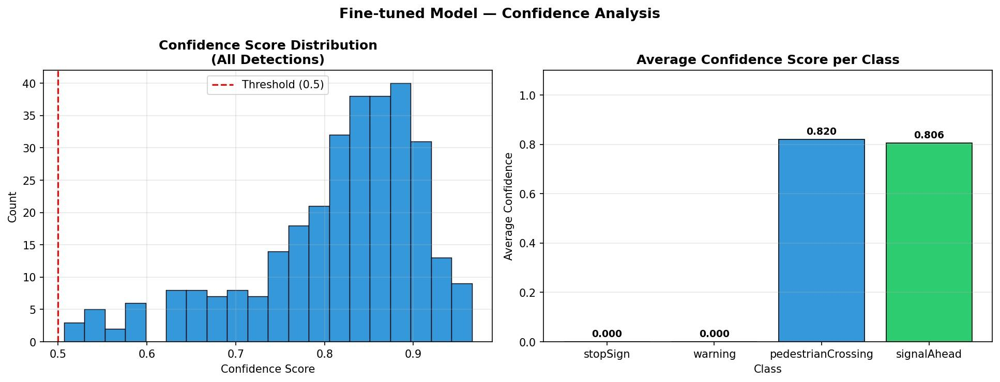 Fine-tuned Model — Confidence Analysis
Confidence Score Distribution
(All Detections)
Threshold (0.5)
Count
40
35
30
25
20
15
10
5
0
0.5 0.6 0.7 0.8 0.9
Confidence Score
Average Confidence Score per Class
Average Confidence
1.0
0.8
0.6
0.4
0.2
0.0
0.000 0.000 0.820 0.806
stopSign warning pedestrianCrossing signalAhead
Class